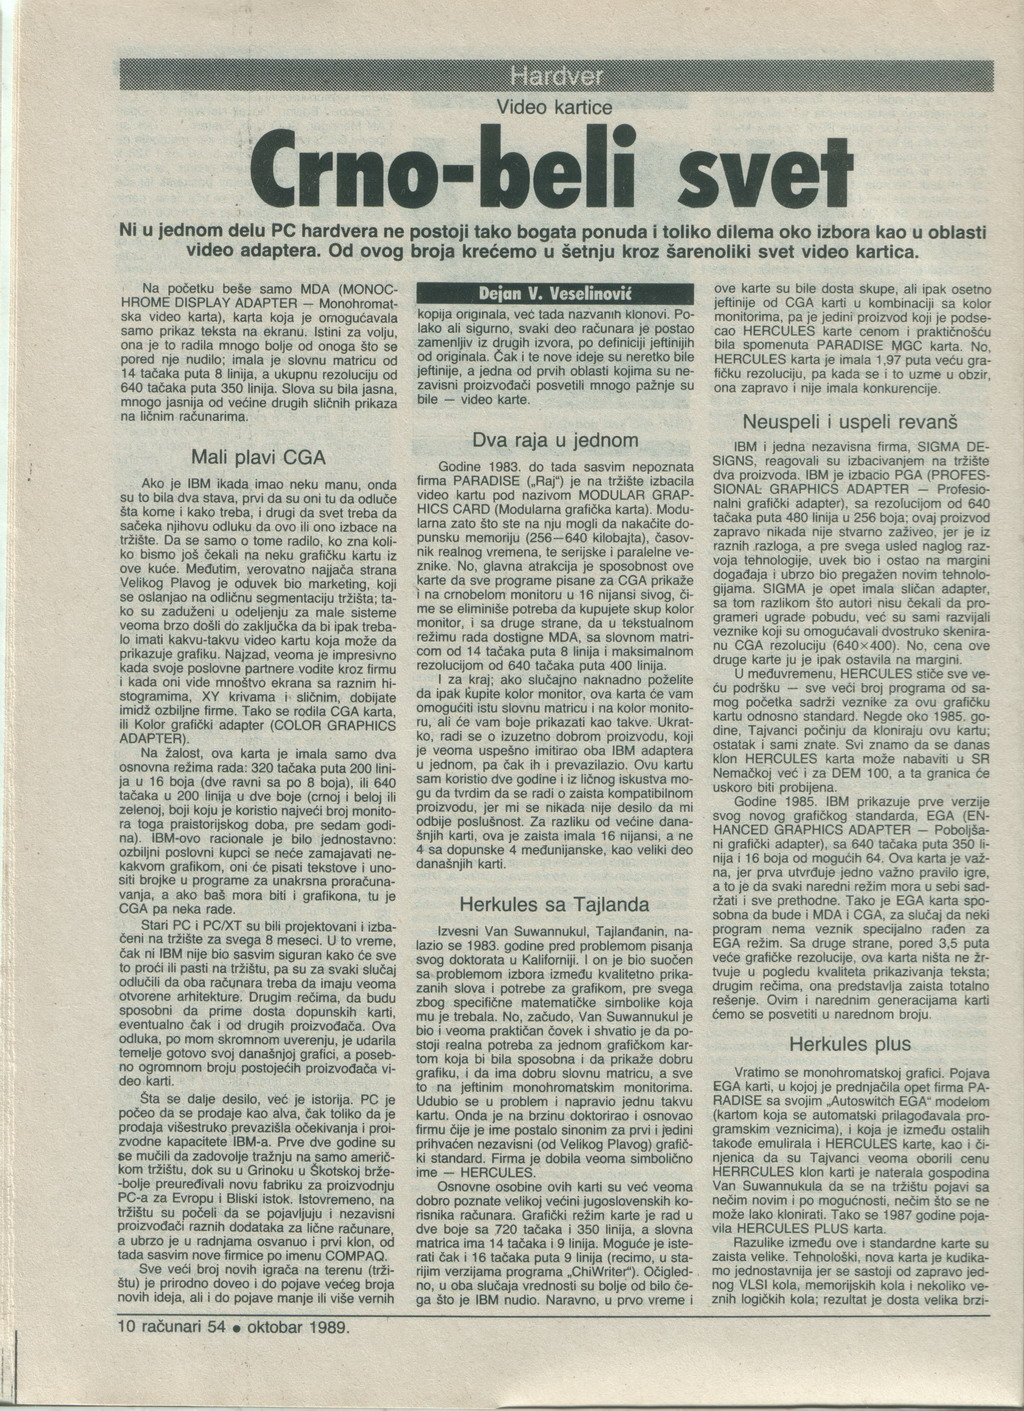 Hardver
Video kartice
Crno-beli svet
Ni u jednom delu PC hardvera ne postoji tako bogata ponuda i toliko dilema oko izbora kao u oblasti
video adaptera. Od ovog broja krećemo u šetnju kroz šarenoliki svet video kartica.
Na početku beše samo MDA (MONOC-
HROME DISPLAY ADAPTER — Monohromat-
ska video karta), karta koja je omogućavala
samo prikaz teksta na ekranu. Istini za volju,
ona je to radila mnogo bolje od onoga što se
pored nje nudilo; imala je slovnu matricu od
14 tačaka puta 8 linija, a ukupnu rezoluciju od
640 tačaka puta 350 linija. Slova su bila jasna,
mnogo jasnija od većine drugih sličnih prikaza
na ličnim računarima.
Mali plavi CGA
Ako je IBM ikada imao neku manu, onda
su to bila dva stava, prvi da su oni tu da odluče
šta kome i kako treba, i drugi da svet treba da
sačeka njihovu odluku da ovo ili ono izbace na
tržište. Da se samo o tome radilo, ko zna koli-
ko bismo još čekali na neku grafičku kartu iz
ove kuće. Međutim, verovatno najjača strana
Velikog Plavog je oduvek bio marketing, koji
se oslanjao na odličnu segmentaciju tržišta; ta-
ko su zaduženi u odeljenju za male sisteme
veoma brzo došli do zaključka da bi ipak treba-
lo imati kakvu-takvu video kartu koja može da
prikazuje grafiku. Najzad, veoma je impresivno
kada svoje poslovne partnere vodite kroz firmu
i kada oni vide mnoštvo ekrana sa raznim hi-
stogramima, XY krivama i sličnim, dobijate
imidž ozbiljne firme. Tako se rodila CGA karta,
ili Kolor grafički adapter (COLOR GRAPHICS
ADAPTER).
Na žalost, ova karta je imala samo dva
osnovna režima rada: 320 tačaka puta 200 lini-
ja u 16 boja (dve ravni sa po 8 boja), ili 640
tačaka u 200 linija u dve boje (crnoj i beloj ili
zelenoj, boji koju je koristio najveći broj monito-
ra toga praistorijskog doba, pre sedam godi-
na). IBM-ovo racionale je bilo jednostavno:
ozbiljni poslovni kupci se neće zamajavati ne-
kakvom grafikom, oni će pisati tekstove i uno-
siti brojke u programe za unakrsna proračuna-
vanja, a ako baš mora biti i grafikona, tu je
CGA pa neka rade.
Stari PC i PC/XT su bili projektovani i izba-
čeni na tržište za svega 8 meseci. U to vreme,
čak ni IBM nije bio sasvim siguran kako će sve
to proći ili pasti na tržištu, pa su za svaki slučaj
odlučili da oba računara treba da imaju veoma
otvorene arhitekture. Drugim rečima, da budu
sposobni da prime dosta dopunskih karti,
eventualno čak i od drugih proizvođača. Ova
odluka, po mom skromnom uverenju, je udarila
temelje gotovo svoj današnjoj grafici, a poseb-
no ogromnom broju postojećih proizvođača vi-
deo karti.
Šta se dalje desilo, već je istorija. PC je
počeo da se prodaje kao alva, čak toliko da je
prodaja višestruko prevazišla očekivanja i proi-
zvodne kapacitete IBM-a. Prve dve godine su
se mučili da zadovolje tražnju na samo američ-
kom tržištu, dok su u Grinoku u Škotskoj brže-
-bolje preuređivali novu fabriku za proizvodnju
PC-a za Evropu i Bliski istok. Istovremeno, na
tržištu su počeli da se pojavljuju i nezavisni
proizvođači raznih dodataka za lične računare,
a ubrzo je u radnjama osvanuo i prvi klon, od
tada sasvim nove firmice po imenu COMPAQ.
Sve veći broj novih igrača na terenu (trži-
štu) je prirodno doveo i do pojave većeg broja
novih ideja, ali i do pojave manje ili više vernih
Dejan V. Veselinović
kopija originala, već tada nazvanih klonovi. Po-
lako ali sigurno, svaki deo računara je postao
zamenljiv iz drugih izvora, po definiciji jeftinijih
od originala. Čak i te nove ideje su neretko bile
jeftinije, a jedna od prvih oblasti kojima su ne-
zavisni proizvođači posvetili mnogo pažnje su
bile — video karte.
Dva raja u jednom
Godine 1983. do tada sasvim nepoznata
firma PARADISE („Raj") je na tržište izbacila
video kartu pod nazivom MODULAR GRAP-
HICS CARD (Modularna grafička karta). Modu-
larna zato što ste na nju mogli da nakačite do-
punsku memoriju (256—640 kilobajta), časov-
nik realnog vremena, te serijske i paralelne ve-
znike. No, glavna atrakcija je sposobnost ove
karte da sve programe pisane za CGA prikaže
i na crnobelom monitoru u 16 nijansi sivog, či-
me se eliminiše potreba da kupujete skup kolor
monitor, i sa druge strane, da u tekstualnom
režimu rada dostigne MDA, sa slovnom matri-
com od 14 tačaka puta 8 linija i maksimalnom
rezolucijom od 640 tačaka puta 400 linija.
I za kraj; ako slučajno naknadno poželite
da ipak kupite kolor monitor, ova karta će vam
omogućiti istu slovnu matricu i na kolor monito-
ru, ali će vam boje prikazati kao takve. Ukrat-
ko, radi se o izuzetno dobrom proizvodu, koji
je veoma uspešno imitirao oba IBM adaptera
u jednom, pa čak ih i prevazilazio. Ovu kartu
sam koristio dve godine i iz ličnog iskustva mo-
gu da tvrdim da se radi o zaista kompatibilnom
proizvodu, jer mi se nikada nije desilo da mi
odbije poslušnost. Za razliku od većine dana-
šnjih karti, ova je zaista imala 16 nijansi, a ne
4 sa dopunske 4 međunijanske, kao veliki deo
današnjih karti.
Herkules sa Tajlanda
Izvesni Van Suwannukul, Tajlanđanin, na-
lazio se 1983. godine pred problemom pisanja
svog doktorata u Kaliforniji. I on je bio suočen
sa problemom izbora između kvalitetno prika-
zanih slova i potrebe za grafikom, pre svega
zbog specifične matematičke simbolike koja
mu je trebala. No, začudo, Van Suwannukul je
bio i veoma praktičan čovek i shvatio je da po-
stoji realna potreba za jednom grafičkom kar-
tom koja bi bila sposobna i da prikaže dobru
grafiku, i da ima dobru slovnu matricu, a sve
to na jeftinim monohromatskim monitorima.
Udubio se u problem i napravio jednu takvu
kartu. Onda je na brzinu doktorirao i osnovao
firmu čije je ime postalo sinonim za prvi i jedini
prihvaćen nezavisni (od Velikog Plavog) grafič-
ki standard. Firma je dobila veoma simbolično
ime — HERCULES.
Osnovne osobine ovih karti su već veoma
dobro poznate velikoj većini jugoslovenskih ko-
risnika računara. Grafički režim karte je rad u
dve boje sa 720 tačaka i 350 linija, a slovna
matrica ima 14 tačaka i 9 linija. Moguće je iste-
rati čak i 16 tačaka puta 9 linija (recimo, u sta-
rijim verzijama programa „ChiWriter"). Očigled-
no, u oba slučaja vrednosti su bolje od bilo če-
ga što je IBM nudio. Naravno, u prvo vreme i
ove karte su bile dosta skupe, ali ipak osetno
jeftinije od CGA karti u kombinaciji sa kolor
monitorima, pa je jedini proizvod koji je podse-
cao HERCULES karte cenom i praktičnošću
bila spomenuta PARADISE MGC karta. No,
HERCULES karta je imala 1,97 puta veću gra-
fičku rezoluciju, pa kada se i to uzme u obzir,
ona zapravo i nije imala konkurencije.
Neuspeli i uspeli revanš
IBM i jedna nezavisna firma, SIGMA DE-
SIGNS, reagovali su izbacivanjem na tržište
dva proizvoda. IBM je izbacio PGA (PROFES-
SIONAL GRAPHICS ADAPTER — Profesio-
nalni grafički adapter), sa rezolucijom od 640
tačaka puta 480 linija u 256 boja; ovaj proizvod
zapravo nikada nije stvarno zaživeo, jer je iz
raznih razloga, a pre svega usled naglog raz-
voja tehnologije, uvek bio i ostao na margini
događaja i ubrzo bio pregažen novim tehnolo-
gijama. SIGMA je opet imala sličan adapter,
sa tom razlikom što autori nisu čekali da pro-
grameri ugrade pobudu, već su sami razvijali
veznike koji su omogućavali dvostruko skenira-
nu CGA rezoluciju (640×400). No, cena ove
druge karte ju je ipak ostavila na margini.
U međuvremenu, HERCULES stiče sve ve-
ću podršku — sve veći broj programa od sa-
mog početka sadrži veznike za ovu grafičku
kartu odnosno standard. Negde oko 1985. go-
dine, Tajvanci počinju da kloniraju ovu kartu;
ostatak i sami znate. Svi znamo da se danas
klon HERCULES karta može nabaviti u SR
Nemačkoj već i za DEM 100, a ta granica će
uskoro biti probijena.
Godine 1985. IBM prikazuje prve verzije
svog novog grafičkog standarda, EGA (EN-
HANCED GRAPHICS ADAPTER — Poboljša-
ni grafički adapter), sa 640 tačaka puta 350 li-
nija i 16 boja od mogućih 64. Ova karta je važ-
na, jer prva utvrđuje jedno važno pravilo igre,
a to je da svaki naredni režim mora u sebi sad-
ržati i sve prethodne. Tako je EGA karta spo-
sobna da bude i MDA i CGA, za slučaj da neki
program nema veznik specijalno rađen za
EGA režim. Sa druge strane, pored 3,5 puta
veće grafičke rezolucije, ova karta ništa ne žr-
tvuje u pogledu kvaliteta prikazivanja teksta;
drugim rečima, ona predstavlja zaista totalno
rešenje. Ovim i narednim generacijama karti
ćemo se posvetiti u narednom broju.
Herkules plus
Vratimo se monohromatskoj grafici. Pojava
EGA karti, u kojoj je prednjačila opet firma PA-
RADISE sa svojim „Autoswitch EGA" modelom
(kartom koja se automatski prilagođavala pro-
gramskim veznicima), i koja je između ostalih
takođe emulirala i HERCULES karte, kao i či-
njenica da su Tajvanci veoma oborili cenu
HERRCULES klon karti je naterala gospodina
Van Suwannukula da se na tržištu pojavi sa
nečim novim i po mogućnosti, nečim što se ne
može lako klonirati. Tako se 1987 godine poja-
vila HERCULES PLUS karta.
Razulike između ove i standardne karte su
zaista velike. Tehnološki, nova karta je kudika-
mo jednostavnija jer se sastoji od zapravo jed-
nog VLSI kola, memorijskih kola i nekoliko ve-
znih logičkih kola; rezultat je dosta velika brzi-
10 računari 54 • oktobar 1989.